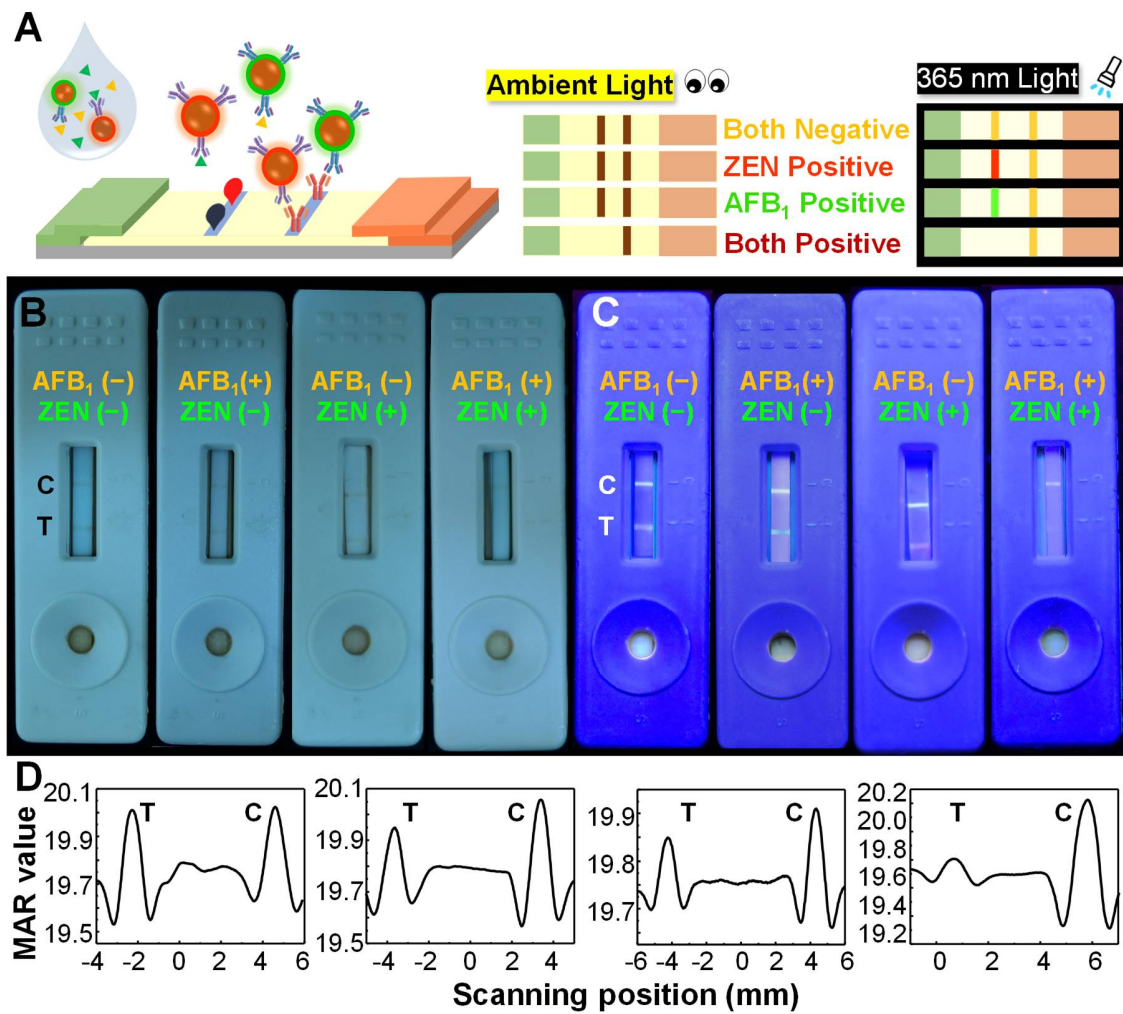 A
Ambient Light
365 nm Light
Both Negative
ZEN Positive
AFB₁ Positive
Both Positive
B
AFB₁ (−)
ZEN (−)
AFB₁(+)
ZEN (−)
AFB₁ (−)
ZEN (+)
AFB₁ (+)
ZEN (+)
C
T
C
AFB₁ (−)
ZEN (−)
AFB₁(+)
ZEN (−)
AFB₁ (−)
ZEN (+)
AFB₁ (+)
ZEN (+)
C
T
D
MAR value
20.1
19.9
19.7
19.5
T
C
-4 -2 0 2 4 6
20.1
19.9
19.7
19.5
T
C
-4 -2 0 2 4
19.9
19.8
19.7
T
C
-6 -4 -2 0 2 4 6
20.2
20.0
19.8
19.6
19.4
19.2
T
C
0 2 4 6
Scanning position (mm)